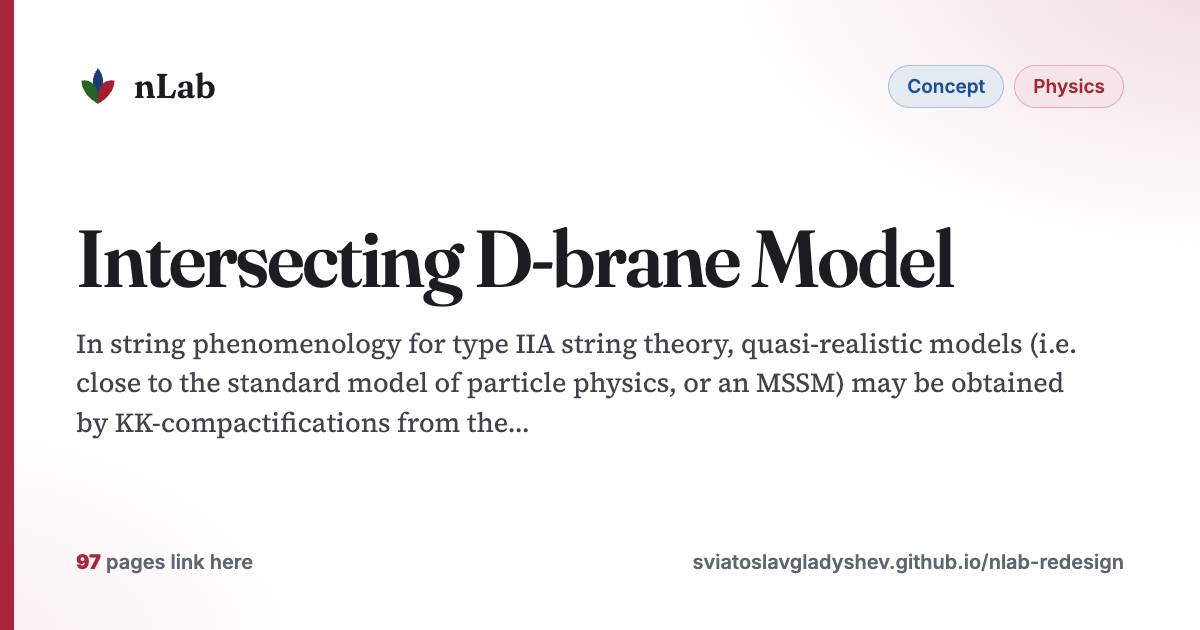 nLab
Concept
Physics
Intersecting D-brane Model
In string phenomenology for type IIA string theory, quasi-realistic models (i.e.
close to the standard model of particle physics, or an MSSM) may be obtained
by KK-compactifications from the...
97 pages link here
sviatoslavgladyshev.github.io/nlab-redesign